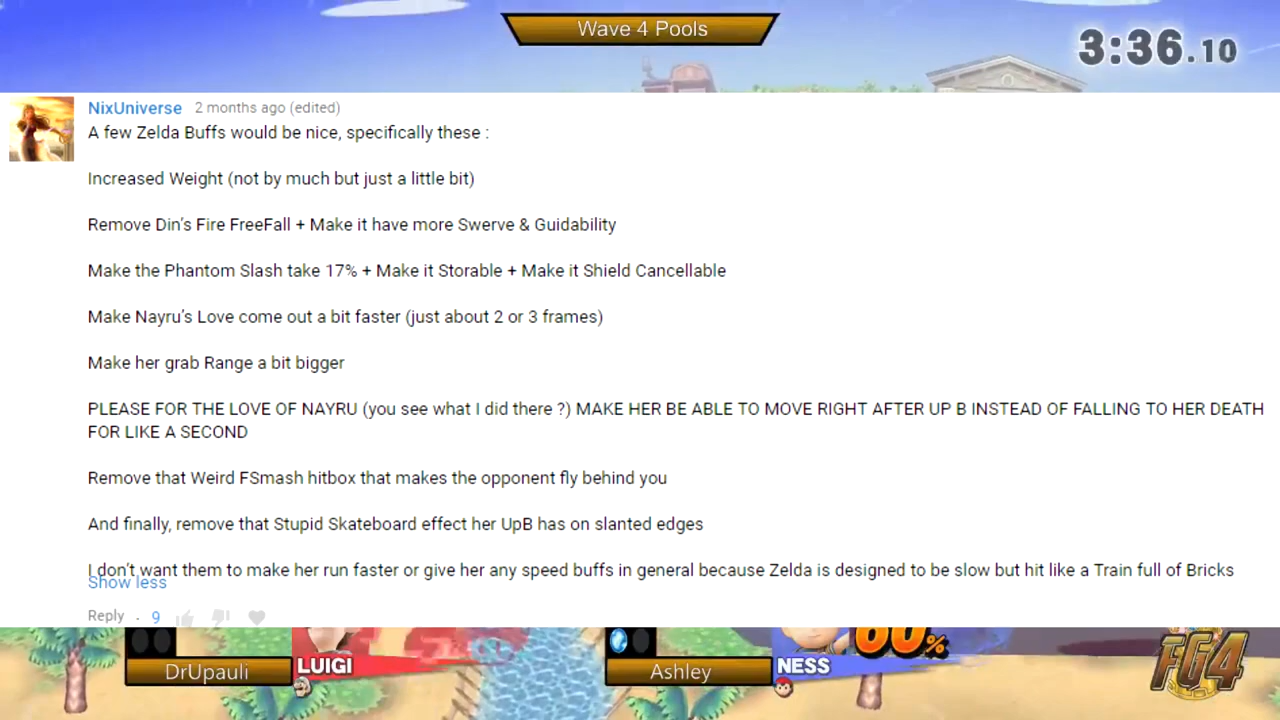 Wave 4 Pools
3:36.10
NixUniverse 2 months ago (edited)
A few Zelda Buffs would be nice, specifically these :
Increased Weight (not by much but just a little bit)
Remove Din's Fire FreeFall + Make it have more Swerve & Guidability
Make the Phantom Slash take 17% + Make it Storable + Make it Shield Cancellable
Make Nayru's Love come out a bit faster (just about 2 or 3 frames)
Make her grab Range a bit bigger
PLEASE FOR THE LOVE OF NAYRU (you see what I did there ?) MAKE HER BE ABLE TO MOVE RIGHT AFTER UP B INSTEAD OF FALLING TO HER DEATH
FOR LIKE A SECOND
Remove that Weird FSmash hitbox that makes the opponent fly behind you
And finally, remove that Stupid Skateboard effect her UpB has on slanted edges
I don't want them to make her run faster or give her any speed buffs in general because Zelda is designed to be slow but hit like a Train full of Bricks
Show less
Reply · 9
60%
DrUpauli LUIGI Ashley NESS FG4